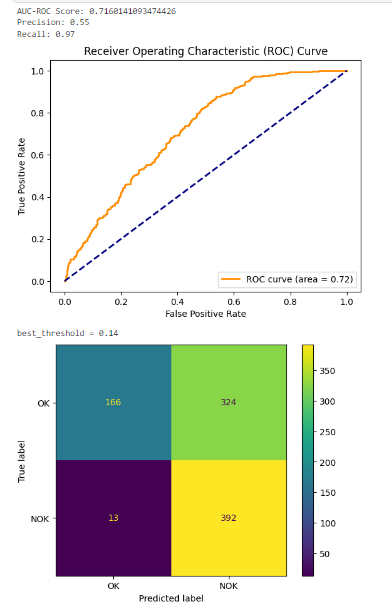 AUC-ROC Score: 0.7160141093474426
Precision: 0.55
Recall: 0.97
Receiver Operating Characteristic (ROC) Curve
1.0
0.8
0.6
0.4
0.2
0.0
True Positive Rate
ROC curve (area = 0.72)
0.0 0.2 0.4 0.6 0.8 1.0
False Positive Rate
best_threshold = 0.14
True label
OK
NOK
166 324
13 392
OK NOK
Predicted label
350
300
250
200
150
100
50